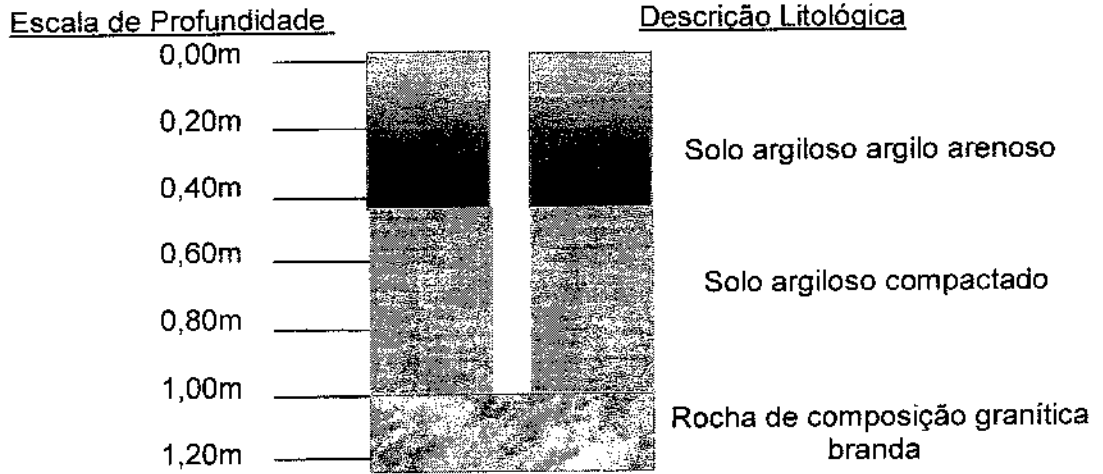 Escala de Profundidade
Descrição Litológica
0,00m
0,20m
Solo argiloso argilo arenoso
0,40m
0,60m
Solo argiloso compactado
0,80m
1,00m
Rocha de composição granítica
branda
1,20m